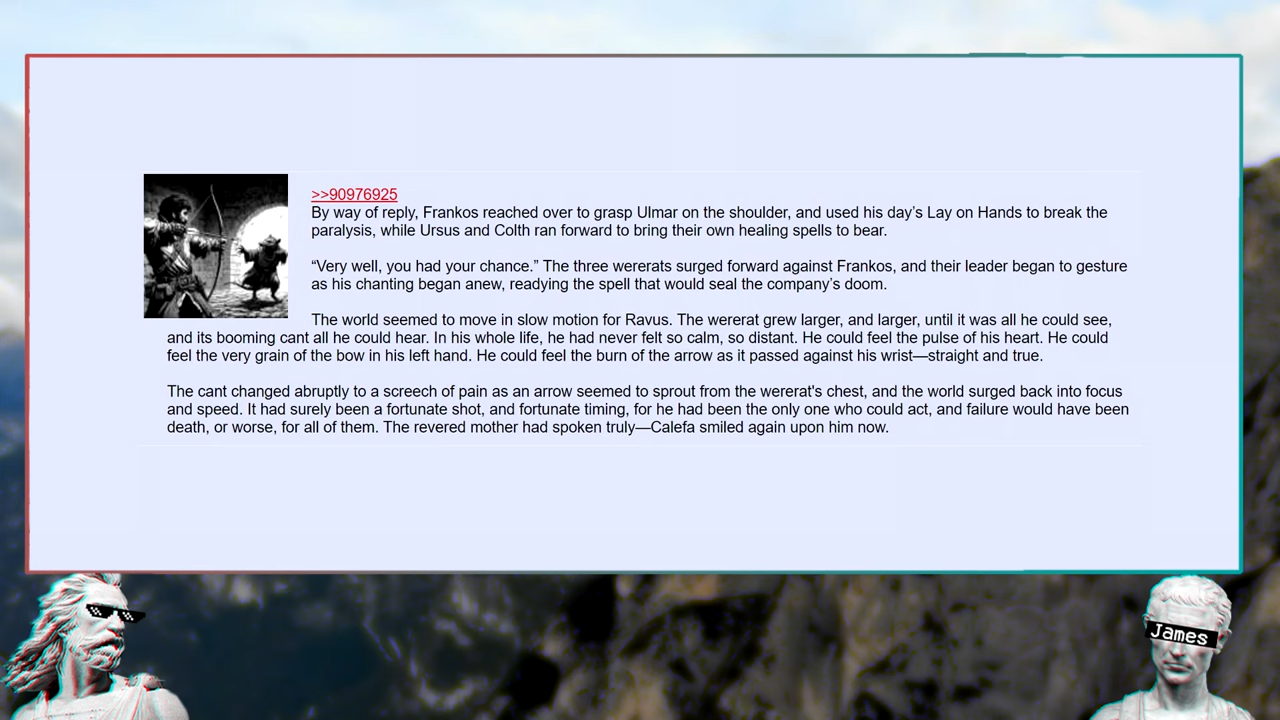 >>90976925
By way of reply, Frankos reached over to grasp Ulmar on the shoulder, and used his day’s Lay on Hands to break the
paralysis, while Ursus and Colth ran forward to bring their own healing spells to bear.
“Very well, you had your chance.” The three wererats surged forward against Frankos, and their leader began to gesture
as his chanting began anew, readying the spell that would seal the company’s doom.
The world seemed to move in slow motion for Ravus. The wererat grew larger, and larger, until it was all he could see,
and its booming cant all he could hear. In his whole life, he had never felt so calm, so distant. He could feel the pulse of his heart. He could
feel the very grain of the bow in his left hand. He could feel the burn of the arrow as it passed against his wrist—straight and true.
The cant changed abruptly to a screech of pain as an arrow seemed to sprout from the wererat's chest, and the world surged back into focus
and speed. It had surely been a fortunate shot, and fortunate timing, for he had been the only one who could act, and failure would have been
death, or worse, for all of them. The revered mother had spoken truly—Calefa smiled again upon him now.
James